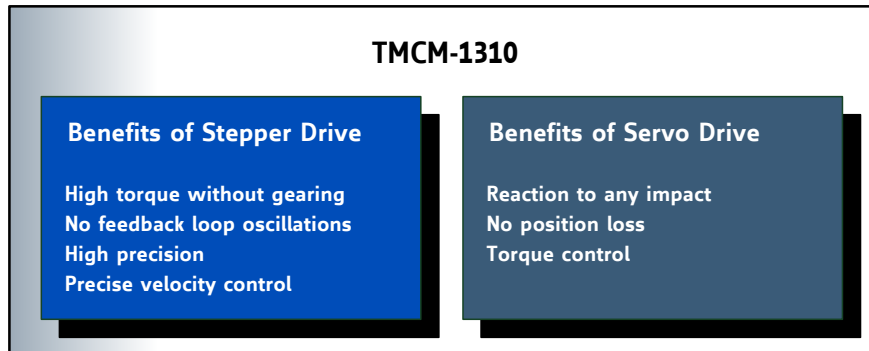 TMCM-1310
Benefits of Stepper Drive
High torque without gearing
No feedback loop oscillations
High precision
Precise velocity control
Benefits of Servo Drive
Reaction to any impact
No position loss
Torque control